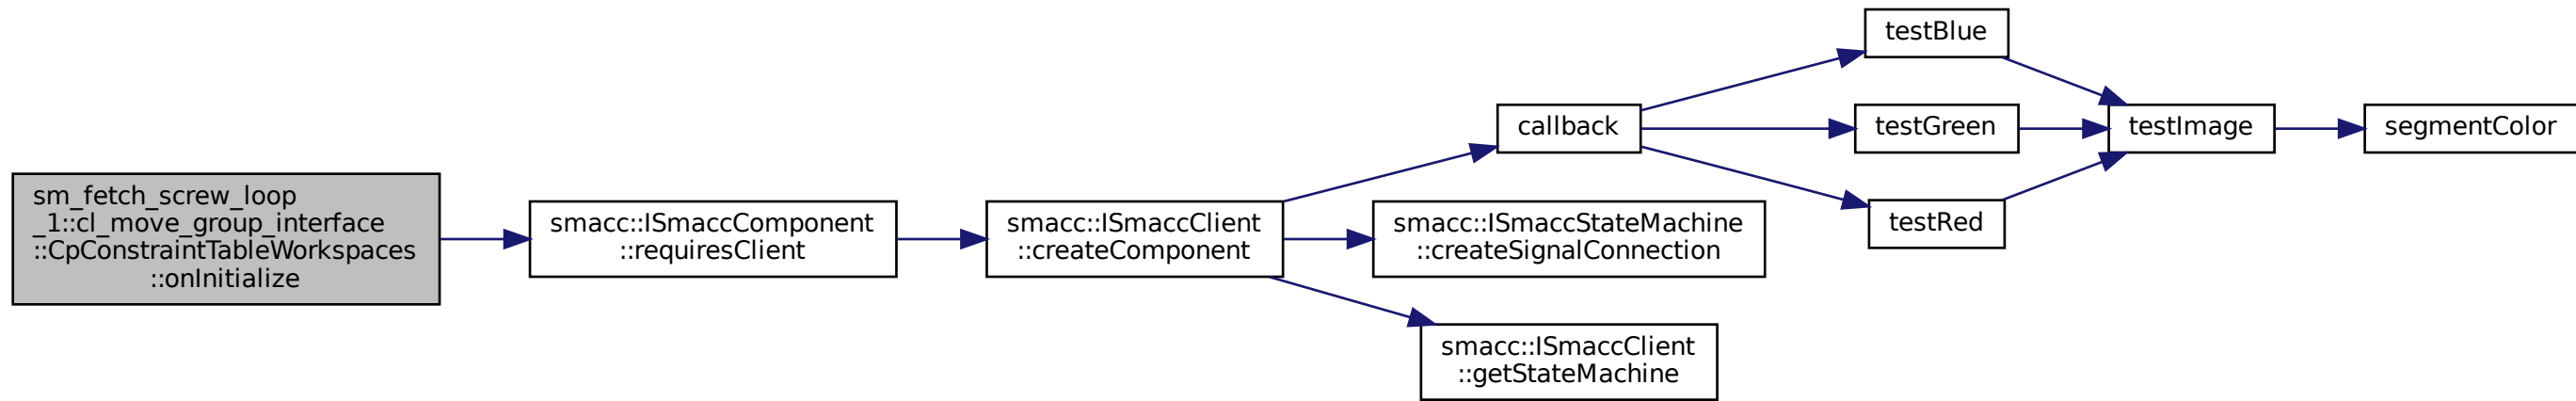 sm_fetch_screw_loop
_1::cl_move_group_interface
::CpConstraintTableWorkspaces
::onInitialize
smacc::ISmaccComponent
::requiresClient
smacc::ISmaccClient
::createComponent
callback
smacc::ISmaccStateMachine
::createSignalConnection
smacc::ISmaccClient
::getStateMachine
testBlue
testGreen
testRed
testImage
segmentColor